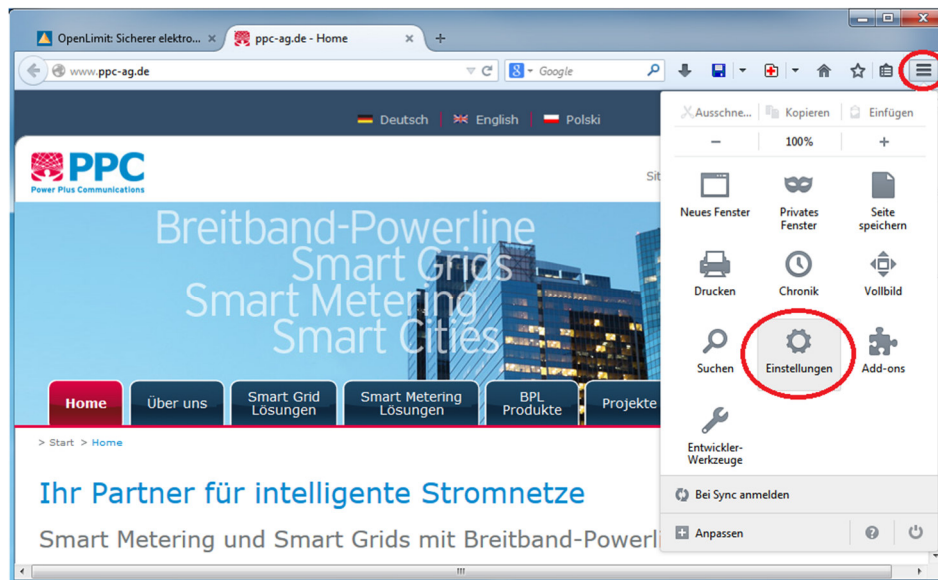 OpenLimit: Sicherer elektro...
ppc-ag.de - Home
www.ppc-ag.de
Google
Deutsch
English
Polski
PPC
Power Plus Communications
Sit
Breitband-Powerline
Smart Grids
Smart Metering
Smart Cities
Home
Über uns
Smart Grid
Lösungen
Smart Metering
Lösungen
BPL
Produkte
Projekte
> Start > Home
Ihr Partner für intelligente Stromnetze
Smart Metering und Smart Grids mit Breitband-Powerli
Ausschne...
Kopieren
Einfügen
− 100% +
Neues Fenster
Privates
Fenster
Seite
speichern
Drucken
Chronik
Vollbild
Suchen
Einstellungen
Add-ons
Entwickler-
Werkzeuge
Bei Sync anmelden
Anpassen